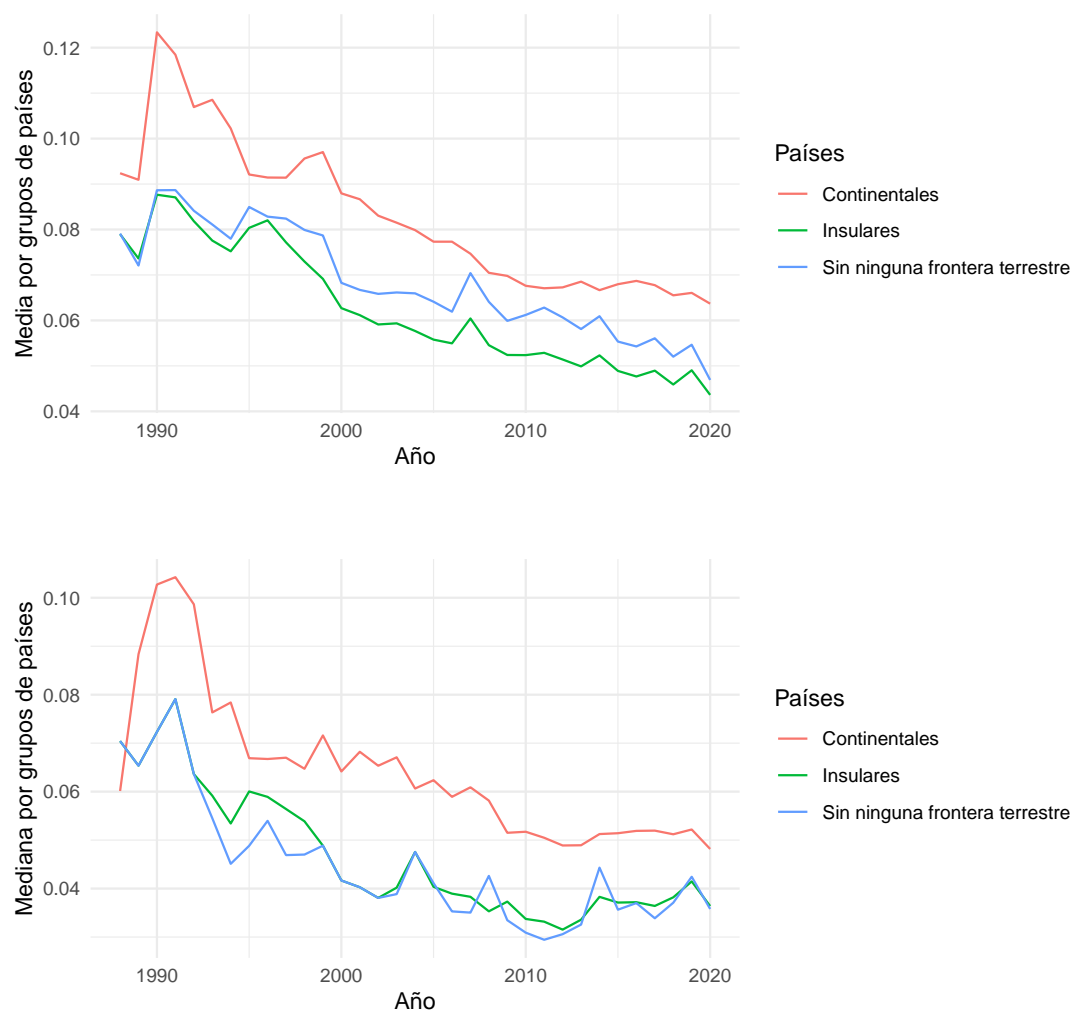 Media por grupos de países
0.12
0.10
0.08
0.06
0.04
1990
2000
2010
2020
Año
Países
Continentales
Insulares
Sin ninguna frontera terrestre
Mediana por grupos de países
0.10
0.08
0.06
0.04
1990
2000
2010
2020
Año
Países
Continentales
Insulares
Sin ninguna frontera terrestre